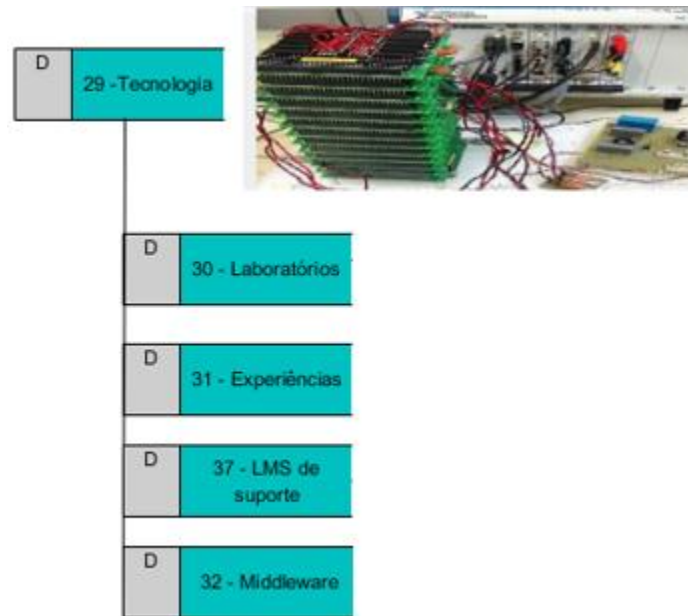 D
29 -Tecnologia
D
30 - Laboratórios
D
31 - Experiências
D
37 - LMS de
suporte
D
32 - Middleware